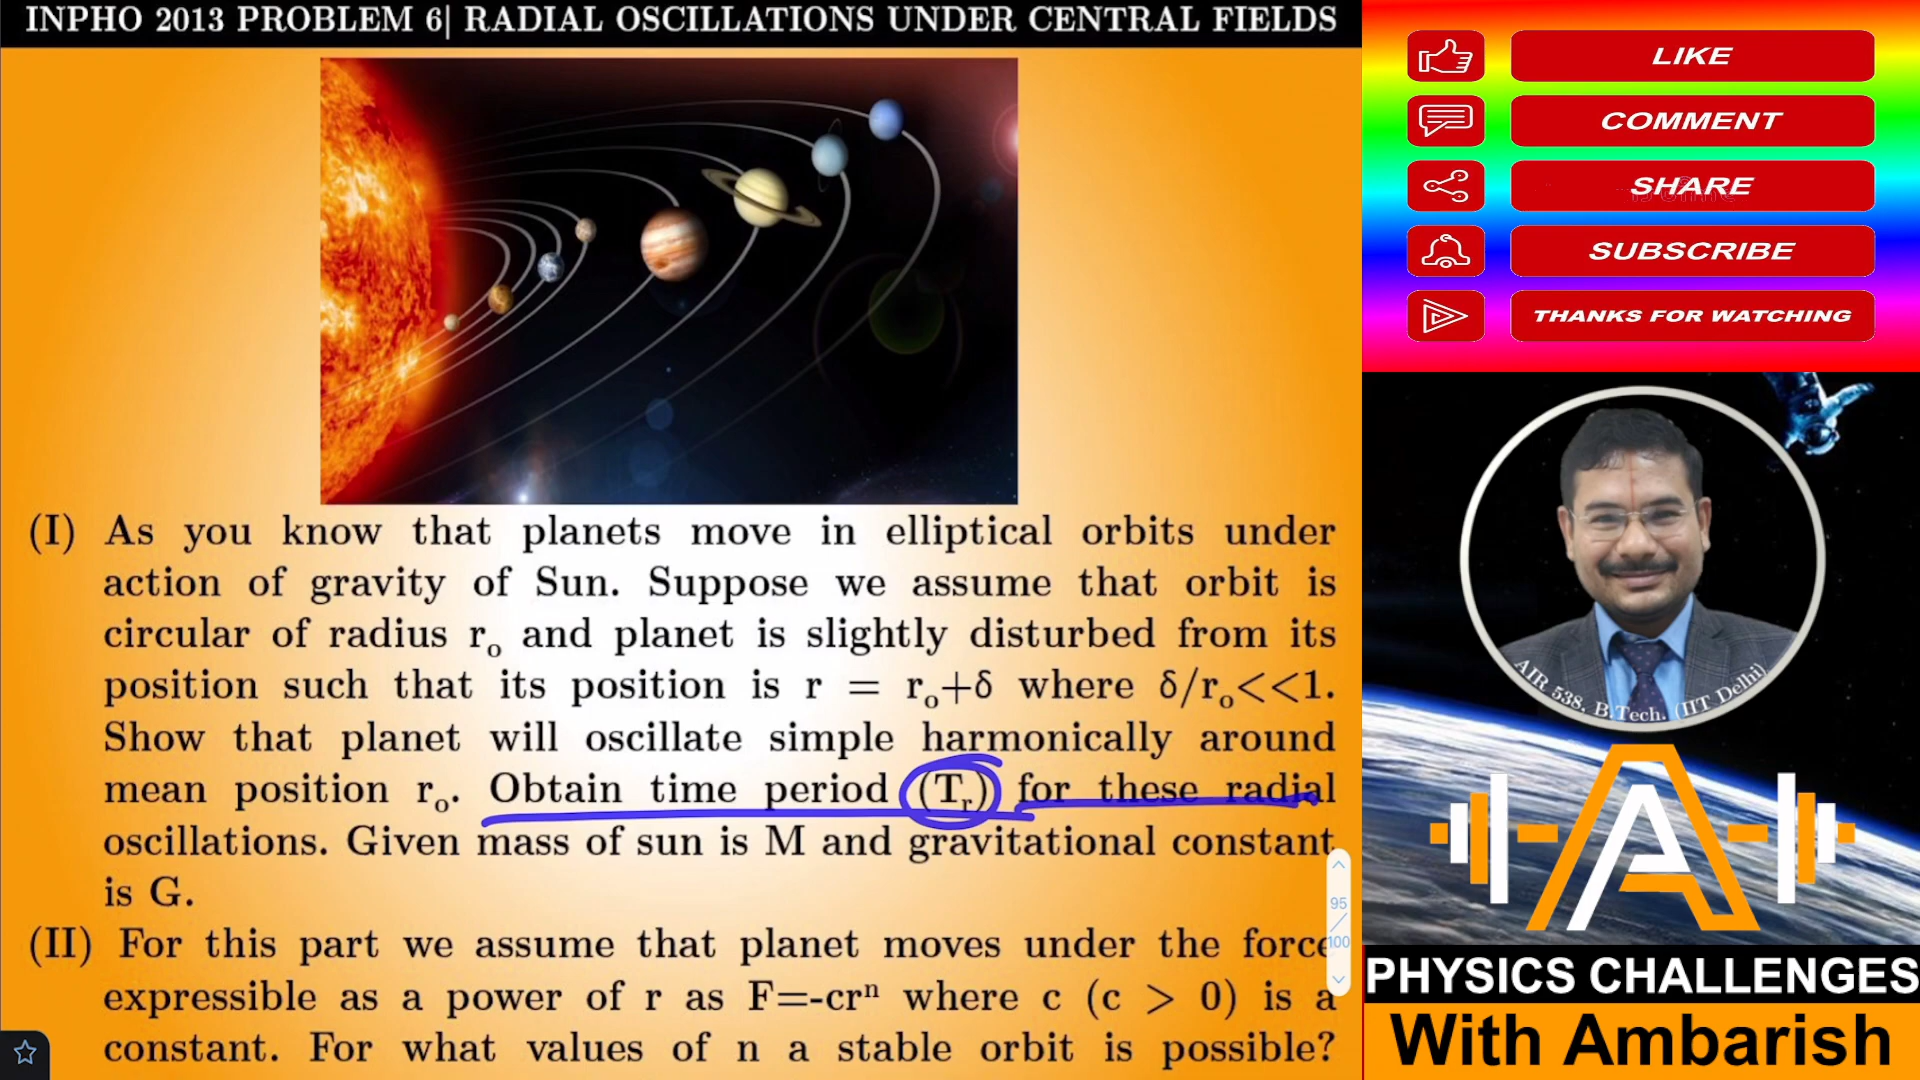 INPHO 2013 PROBLEM 6| RADIAL OSCILLATIONS UNDER CENTRAL FIELDS
(I) As you know that planets move in elliptical orbits under
action of gravity of Sun. Suppose we assume that orbit is
circular of radius rₒ and planet is slightly disturbed from its
position such that its position is r = rₒ+δ where δ/rₒ<<1.
Show that planet will oscillate simple harmonically around
mean position rₒ. Obtain time period (Tᵣ) for these radial
oscillations. Given mass of sun is M and gravitational constant
is G.
(II) For this part we assume that planet moves under the force
expressible as a power of r as F=-crⁿ where c (c > 0) is a
constant. For what values of n a stable orbit is possible?
95
100
LIKE
COMMENT
SHARE
SUBSCRIBE
THANKS FOR WATCHING
AIR 538, B.Tech. (IIT Delhi)
A
PHYSICS CHALLENGES
With Ambarish